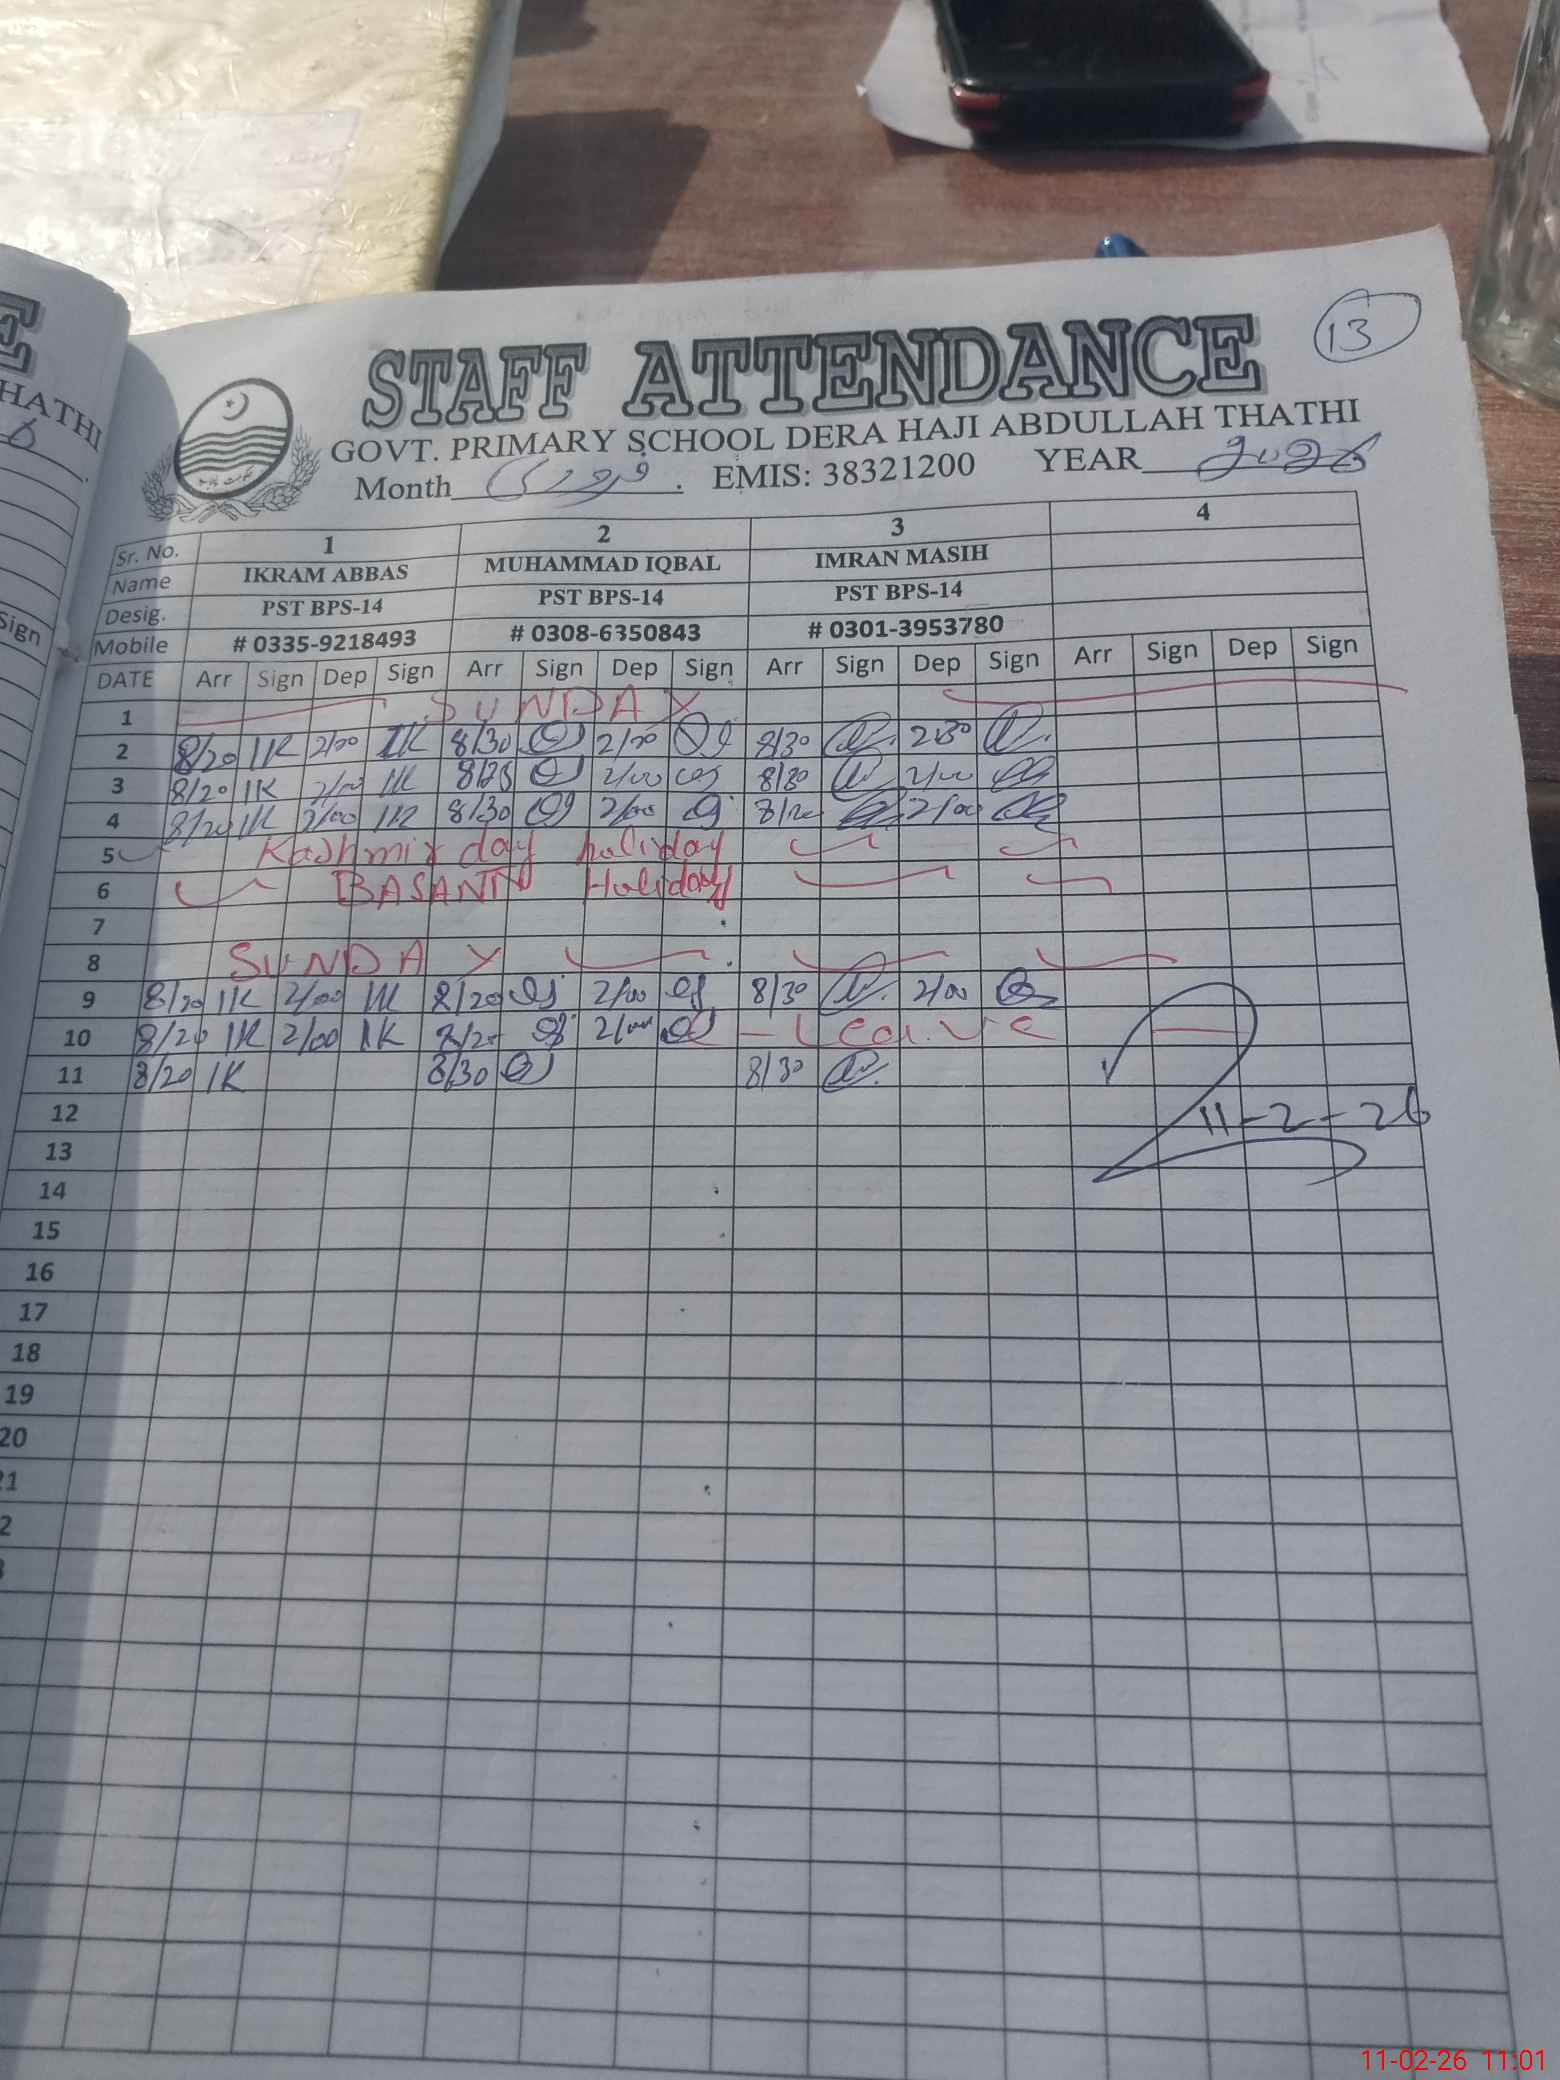 13
STAFF ATTENDANCE
GOVT. PRIMARY SCHOOL DERA HAJI ABDULLAH THATHI
Month فروری . EMIS: 38321200 YEAR 2026
Sr. No. 1 2 3 4
Name IKRAM ABBAS MUHAMMAD IQBAL IMRAN MASIH
Desig. PST BPS-14 PST BPS-14 PST BPS-14
Mobile # 0335-9218493 # 0308-6350843 # 0301-3953780
DATE Arr Sign Dep Sign Arr Sign Dep Sign Arr Sign Dep Sign Arr Sign Dep Sign
1 SUNDAY
2 8/20 IK 2/00 IK 8/30 2/00 8/30 2:30
3 8/20 IK 2/00 IK 8/25 2/00 8/30 2/00
4 8/20 IK 2/00 IK 8/30 2/00 8/20 2/00
5 Kashmir day holiday
6 BASANT Holiday
7
8 SUNDAY
9 8/20 IK 2/00 IK 8/20 2/00 8/30 2/00
10 8/20 IK 2/00 IK 8/20 2/00 - Leave
11 8/20 IK 8/30 8/30
12 11-2-26
13
14
15
16
17
18
19
20
HATHI
Sign
11-02-26 11:01